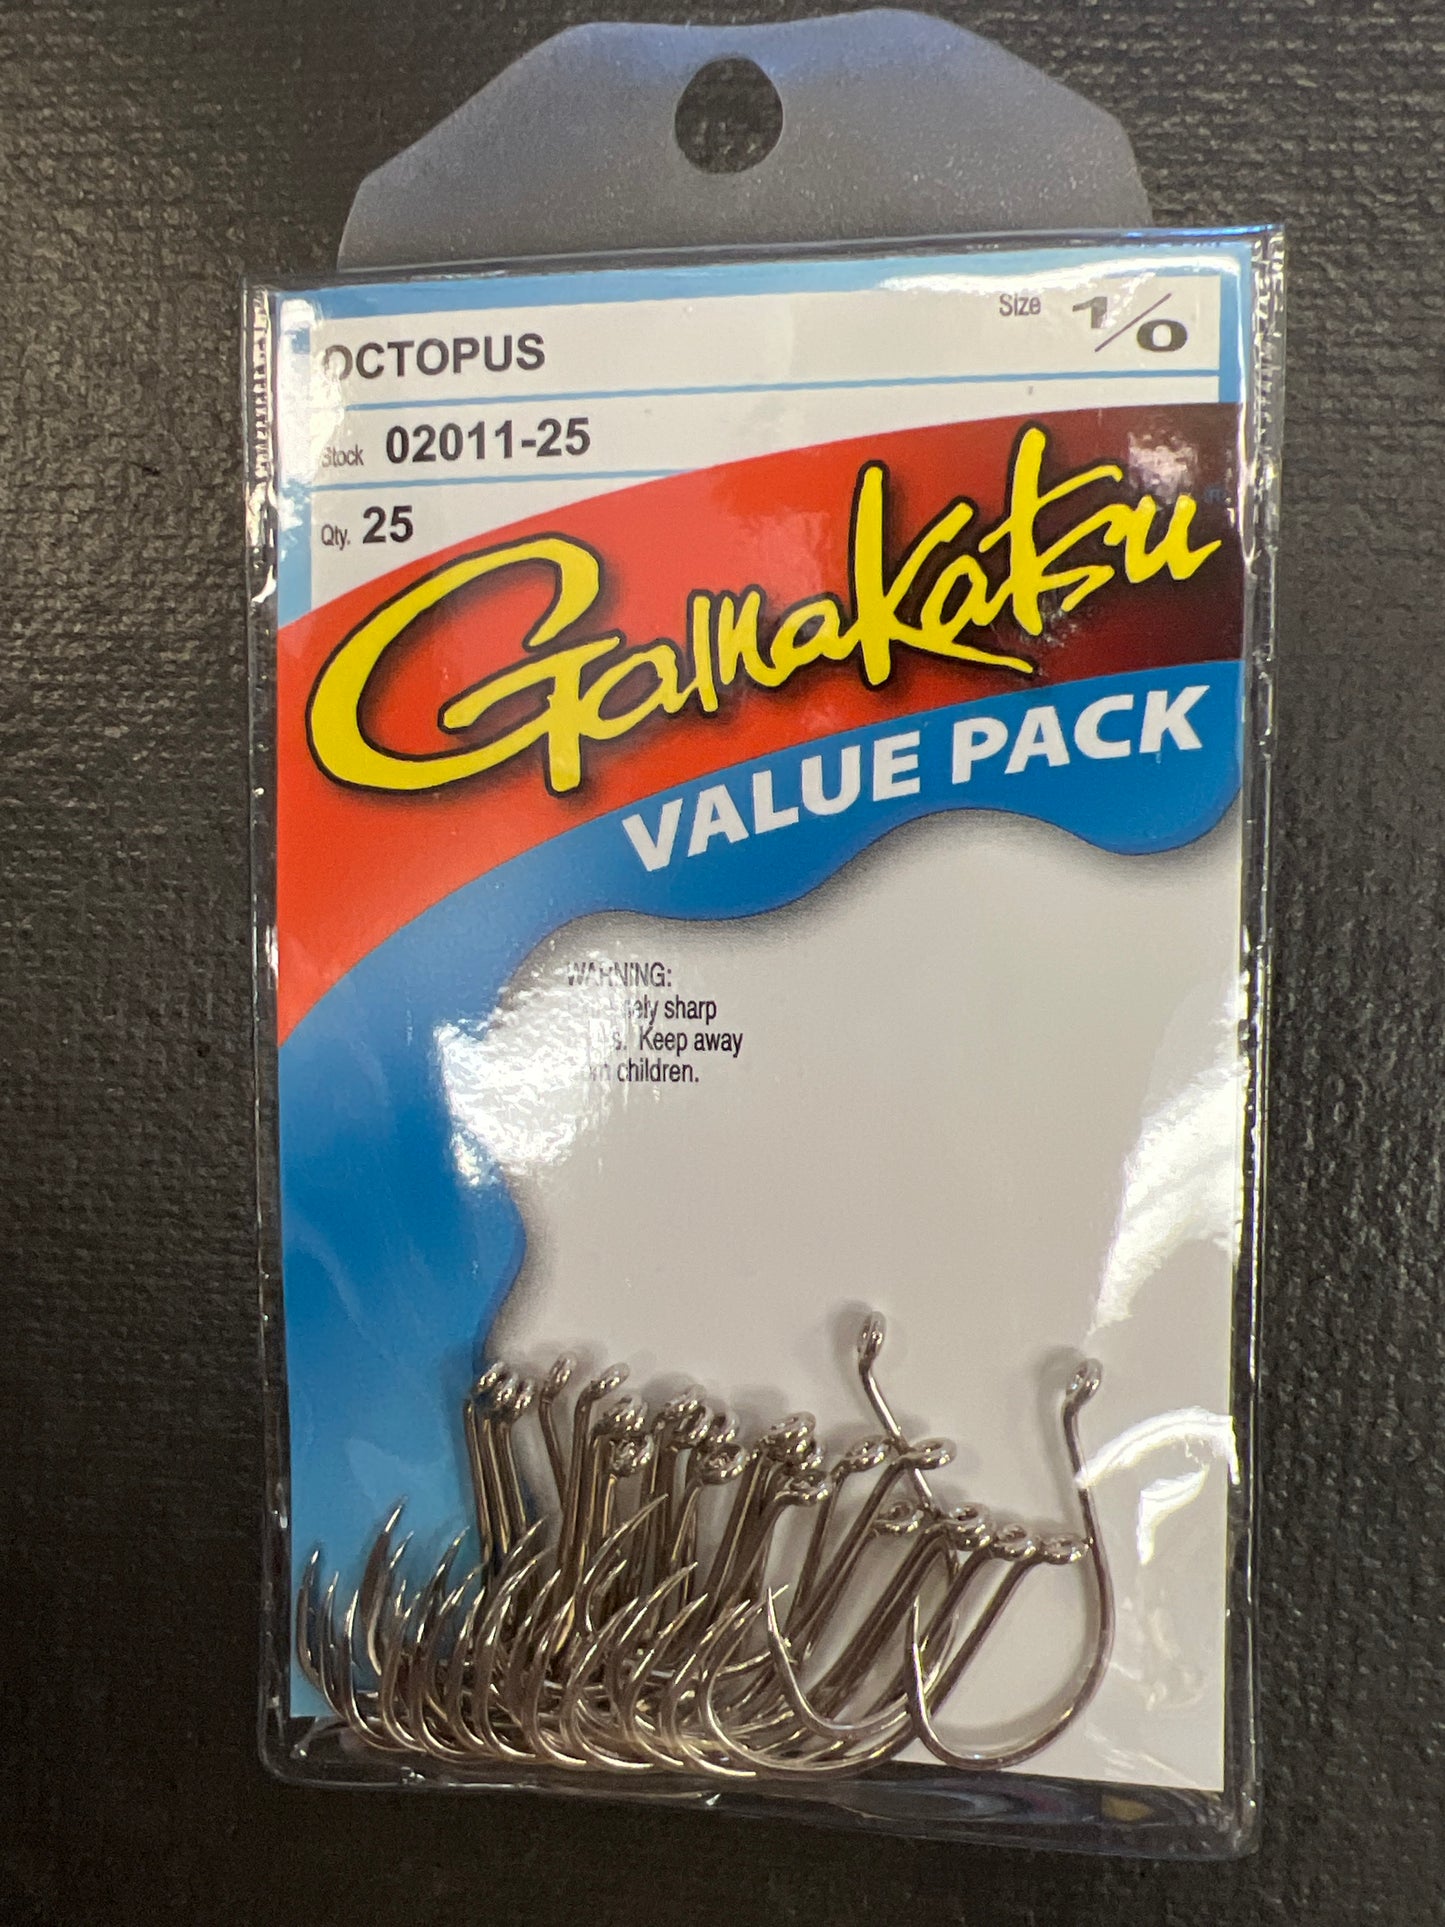 OCTOPUS
Size 1/0
Stock 02011-25
Qty. 25
Gamakatsu
VALUE PACK
WARNING:
sharp
Keep away
children.